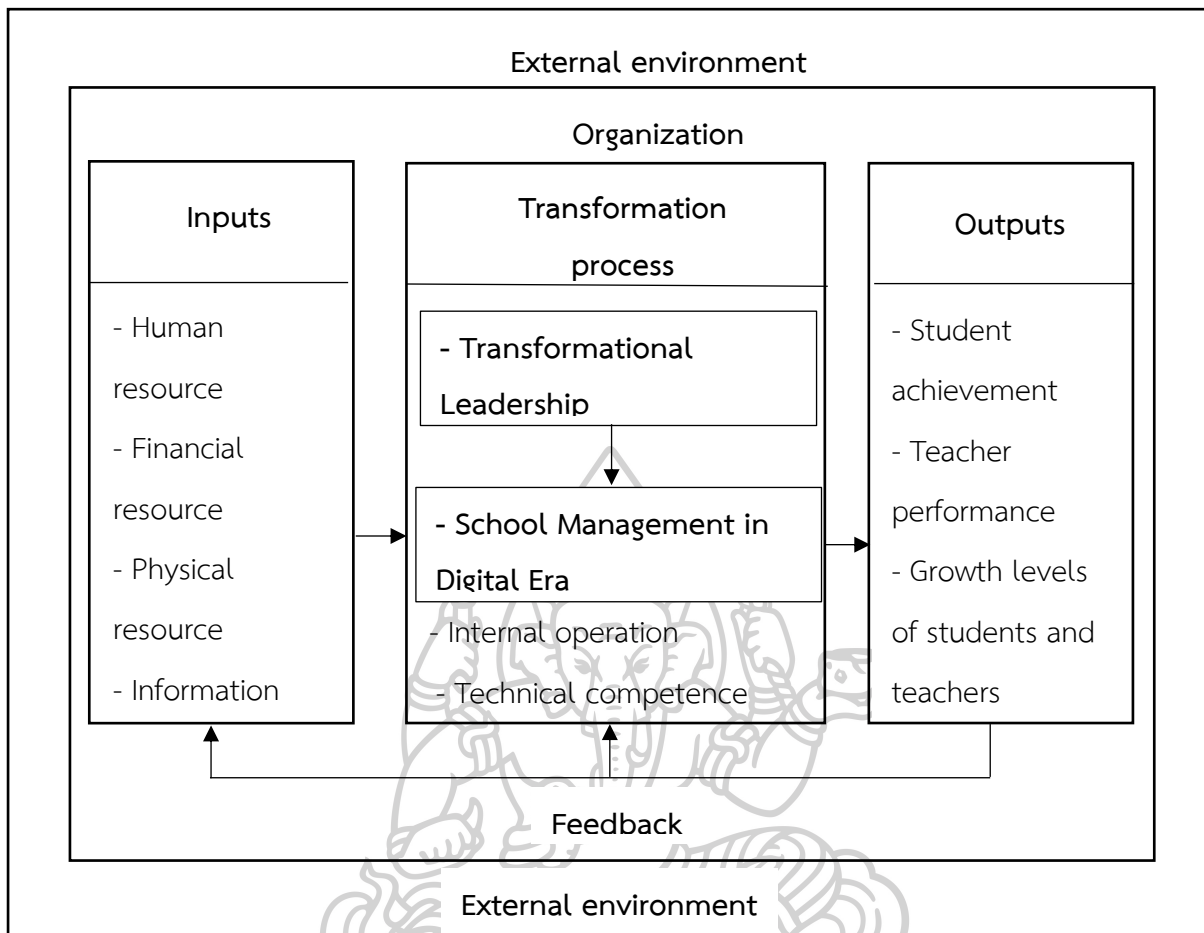 External environment
Organization
Inputs
- Human
resource
- Financial
resource
- Physical
resource
- Information
Transformation
process
- Transformational
Leadership
- School Management in
Digital Era
- Internal operation
- Technical competence
Outputs
- Student
achievement
- Teacher
performance
- Growth levels
of students and
teachers
Feedback
External environment